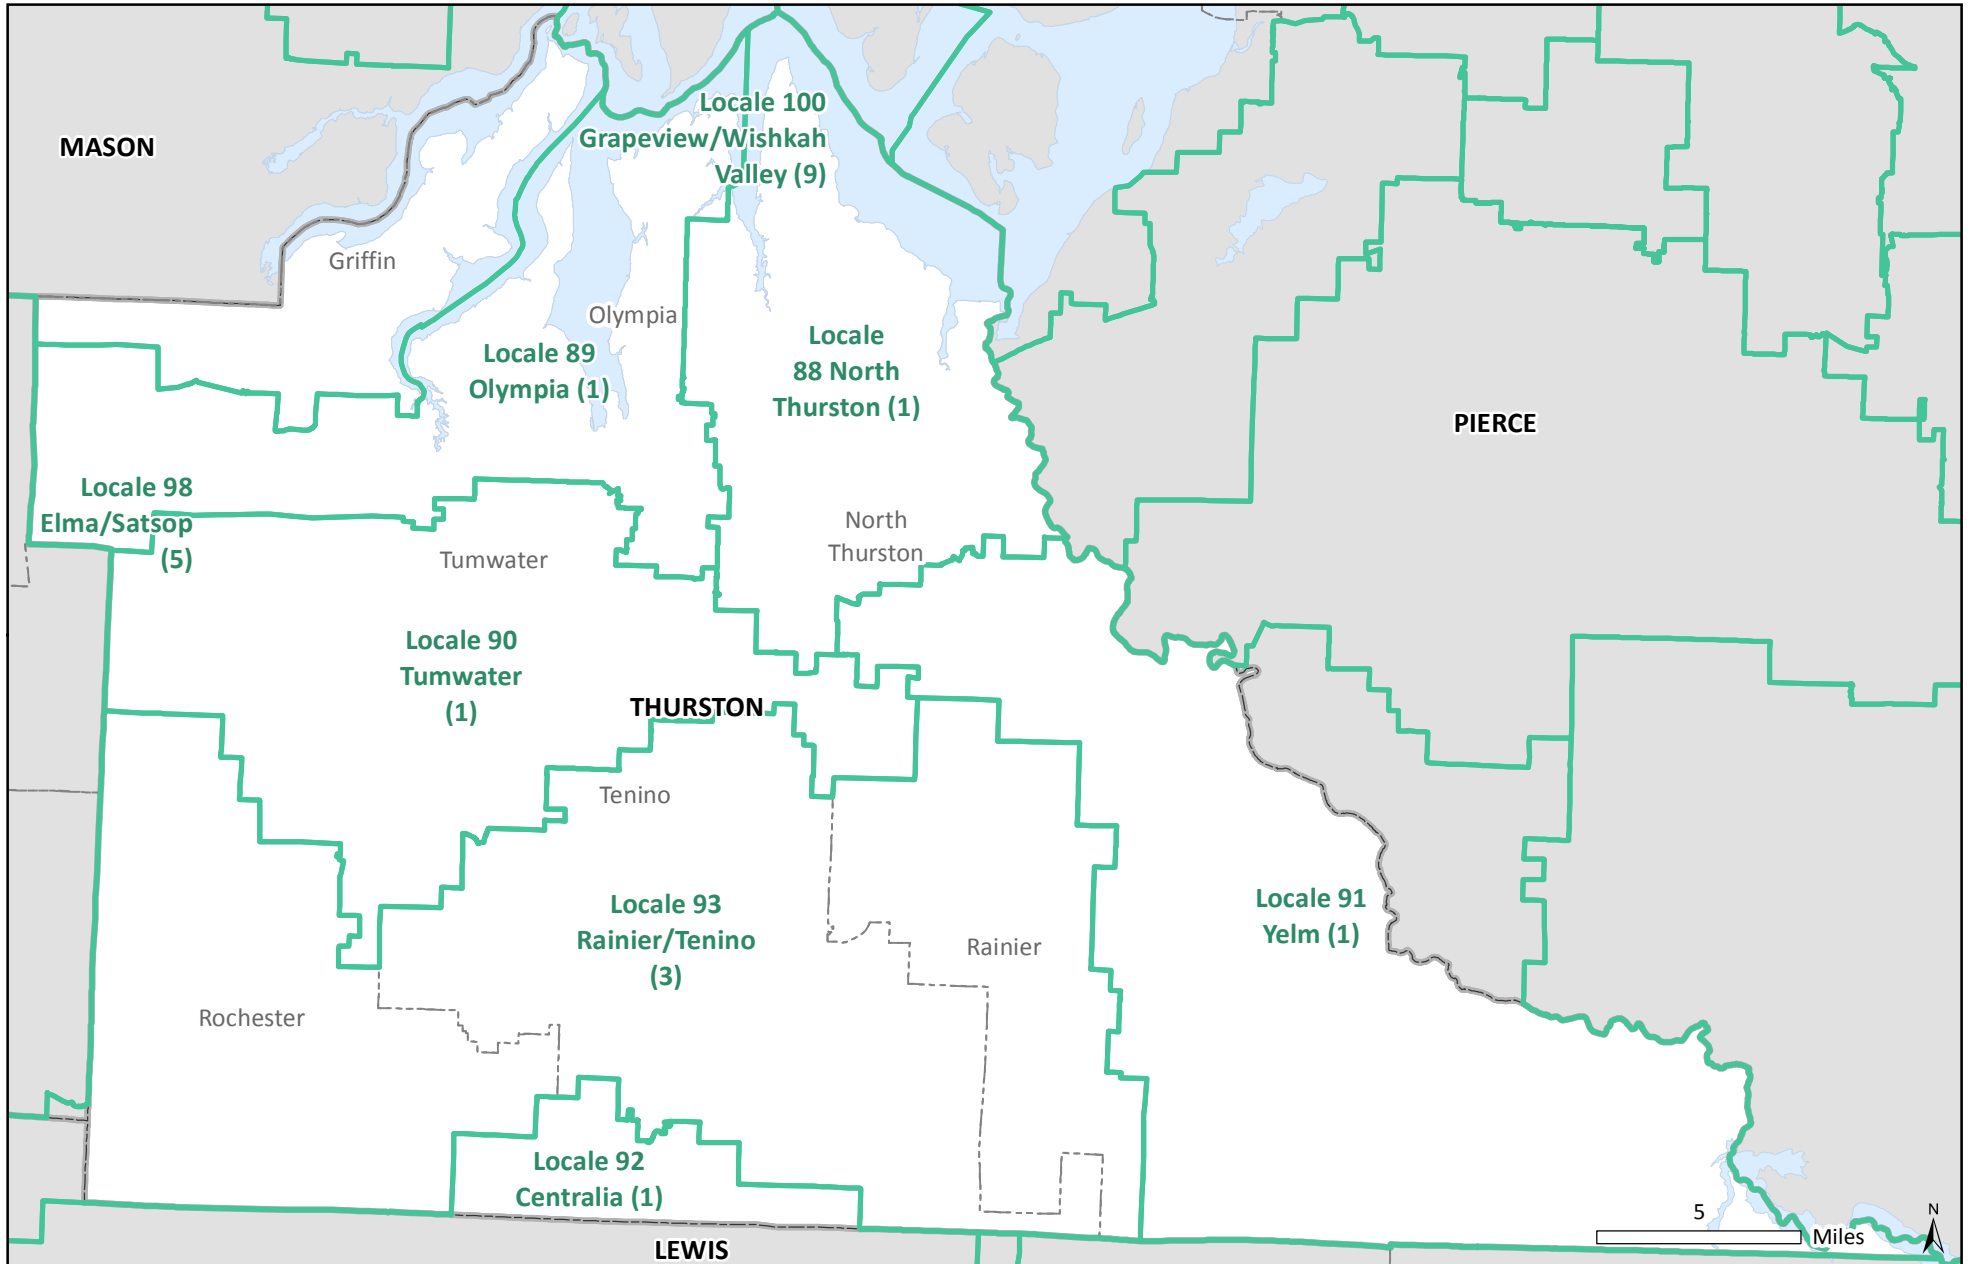 Locale 100
Grapeview/Wishkah
Valley (9)
MASON
Griffin
Olympia
Locale 89
Olympia (1)
Locale
88 North
Thurston (1)
PIERCE
Locale 98
Elma/Satsop
(5)
North
Thurston
Tumwater
Locale 90
Tumwater
(1)
THURSTON
Tenino
Locale 93
Rainier/Tenino
(3)
Rainier
Locale 91
Yelm (1)
Rochester
Locale 92
Centralia (1)
LEWIS
5
Miles
N